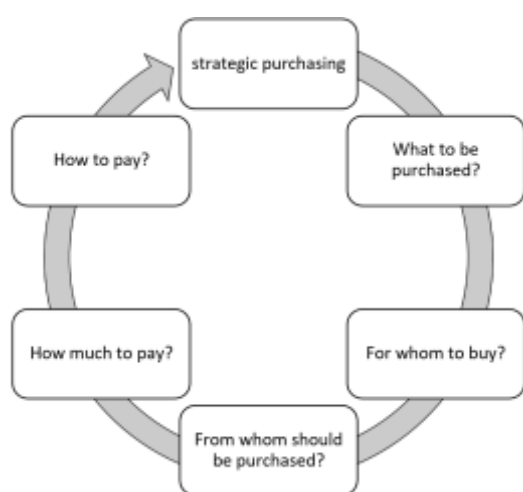 strategic purchasing
What to be
purchased?
For whom to buy?
From whom should
be purchased?
How much to pay?
How to pay?